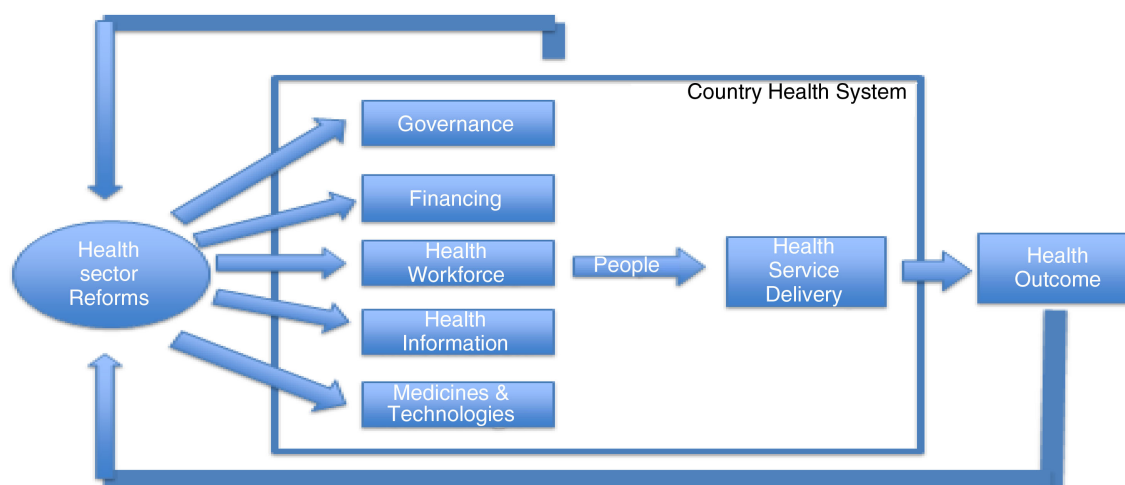 Country Health System
Governance
Financing
Health
Workforce
Health
Information
Medicines &
Technologies
Health
sector
Reforms
People
Health
Service
Delivery
Health
Outcome